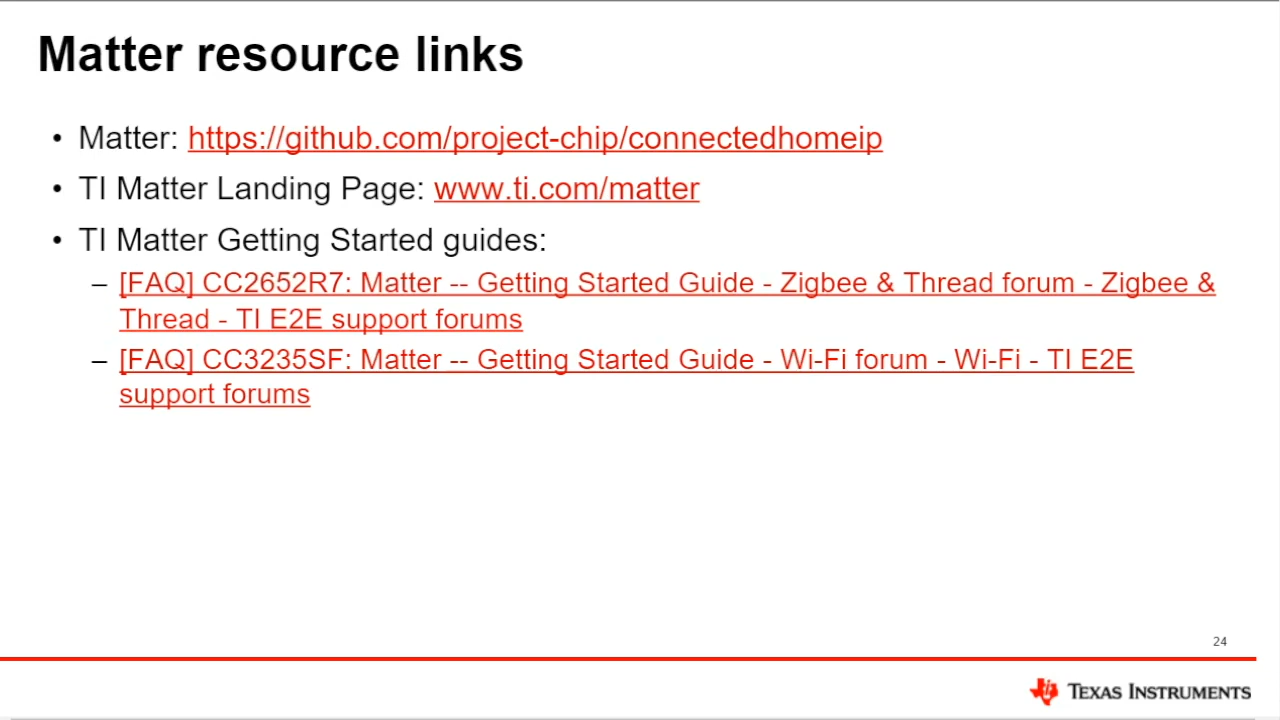 Matter resource links
• Matter: https://github.com/project-chip/connectedhomeip
• TI Matter Landing Page: www.ti.com/matter
• TI Matter Getting Started guides:
– [FAQ] CC2652R7: Matter -- Getting Started Guide - Zigbee & Thread forum - Zigbee &
Thread - TI E2E support forums
– [FAQ] CC3235SF: Matter -- Getting Started Guide - Wi-Fi forum - Wi-Fi - TI E2E
support forums
24
TEXAS INSTRUMENTS